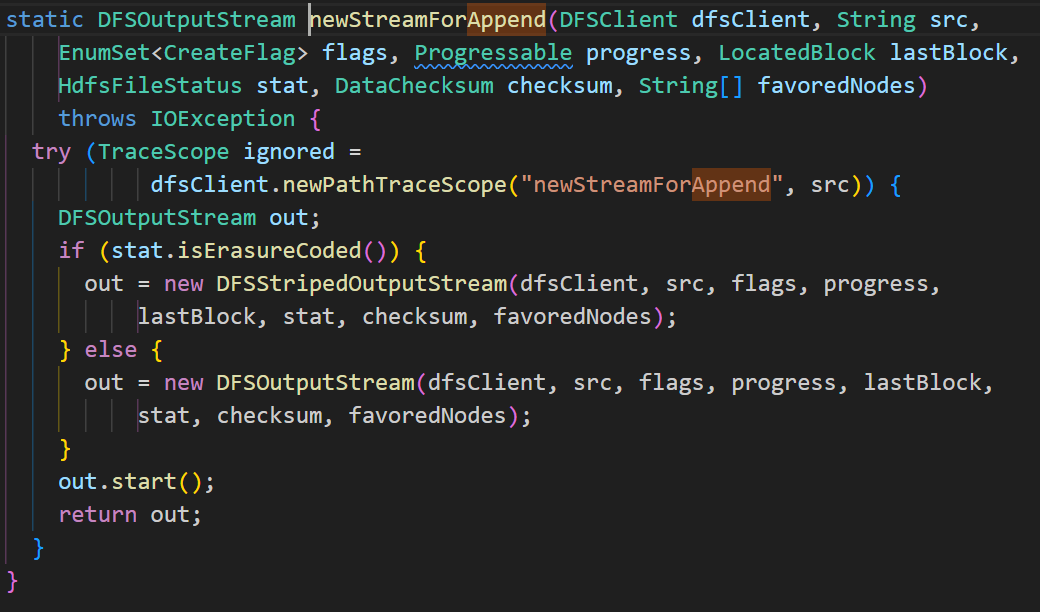 static DFSOutputStream newStreamForAppend(DFSClient dfsClient, String src,
    EnumSet<CreateFlag> flags, Progressable progress, LocatedBlock lastBlock,
    HdfsFileStatus stat, DataChecksum checksum, String[] favoredNodes)
    throws IOException {
  try (TraceScope ignored =
           dfsClient.newPathTraceScope("newStreamForAppend", src)) {
    DFSOutputStream out;
    if (stat.isErasureCoded()) {
      out = new DFSStripedOutputStream(dfsClient, src, flags, progress,
          lastBlock, stat, checksum, favoredNodes);
    } else {
      out = new DFSOutputStream(dfsClient, src, flags, progress, lastBlock,
          stat, checksum, favoredNodes);
    }
    out.start();
    return out;
  }
}